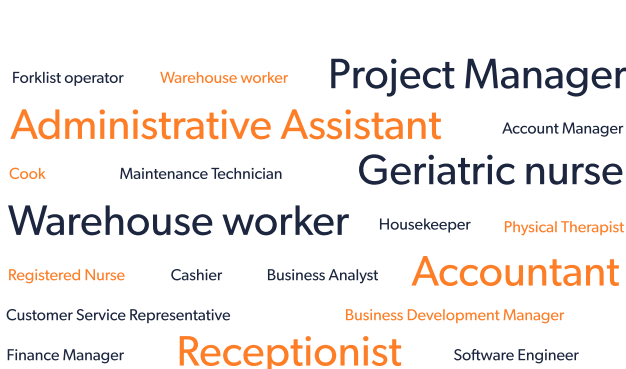 Forklist operator Warehouse worker Project Manager
Administrative Assistant Account Manager
Cook Maintenance Technician Geriatric nurse
Warehouse worker Housekeeper Physical Therapist
Registered Nurse Cashier Business Analyst Accountant
Customer Service Representative Business Development Manager
Finance Manager Receptionist Software Engineer